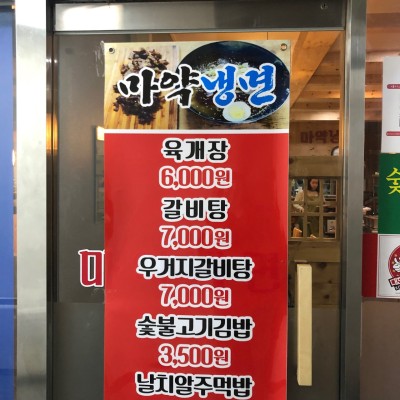 마약냉면
육개장
6,000원
갈비탕
7,000원
우거지갈비탕
7,000원
숯불고기김밥
3,500원
날치알주먹밥
마
숯